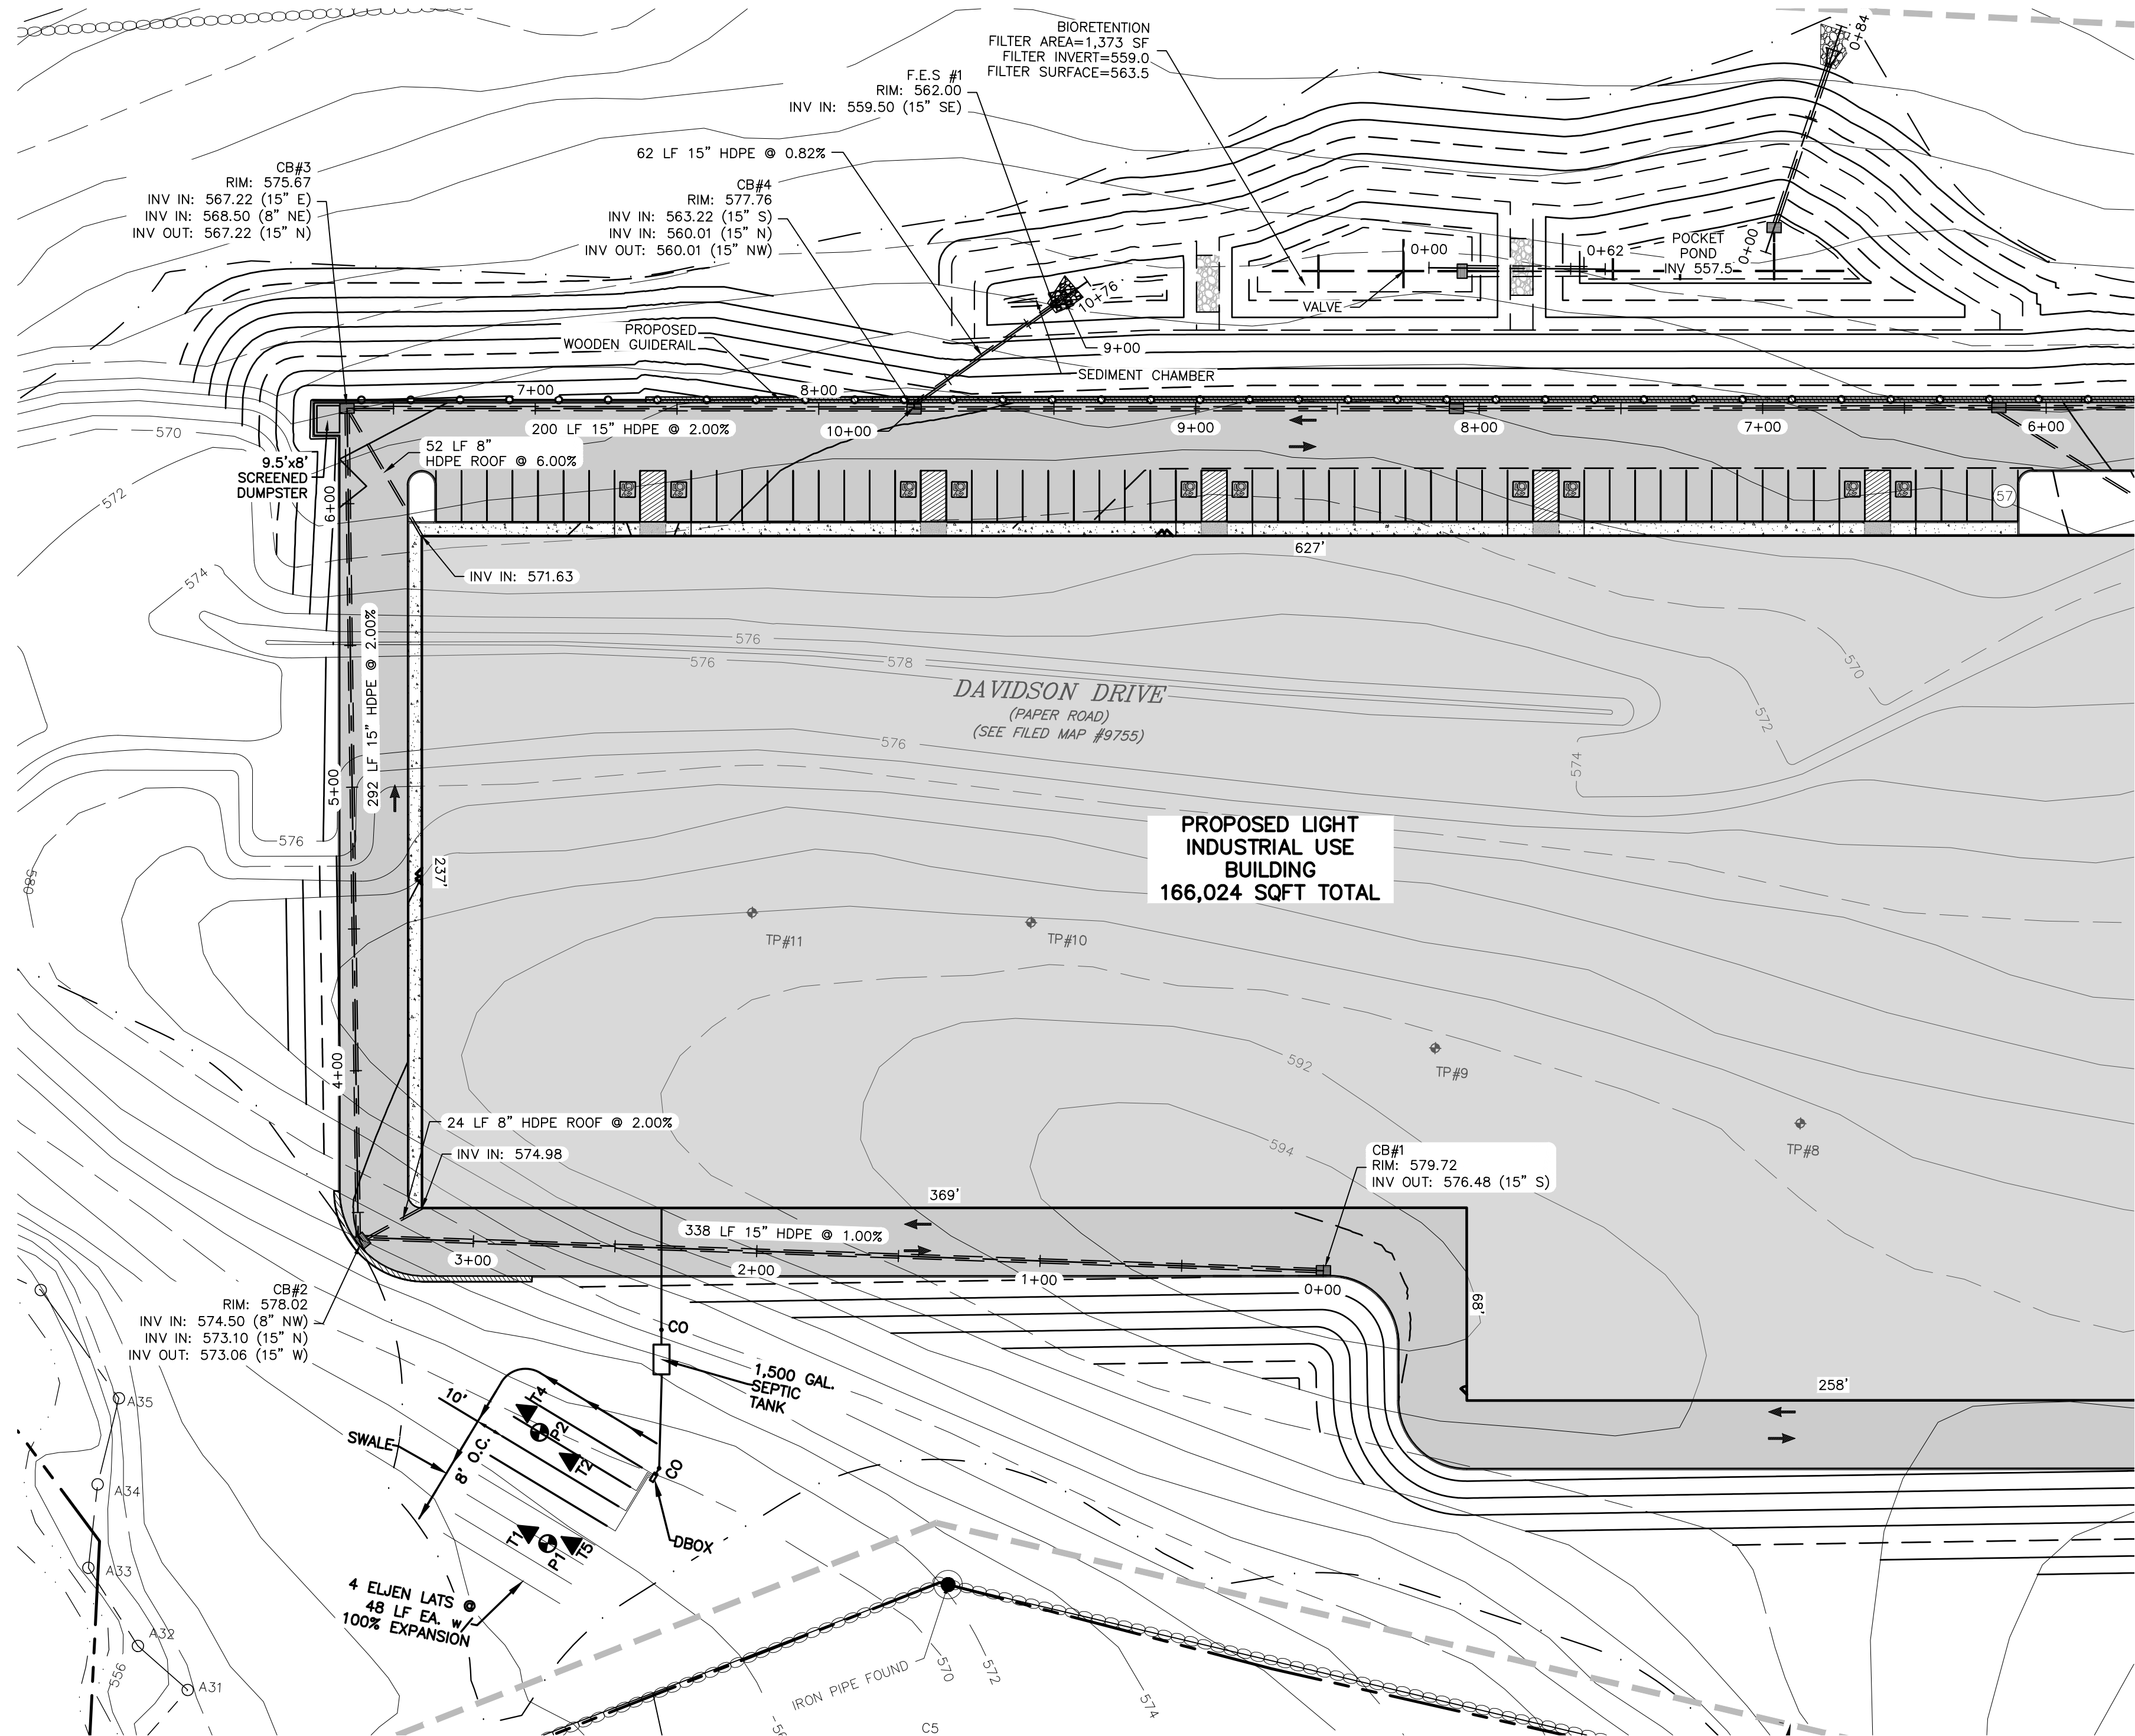 BIORETENTION
FILTER AREA=1,373 SF
FILTER INVERT=559.0
FILTER SURFACE=563.5
0+84
F.E.S #1
RIM: 562.00
INV IN: 559.50 (15" SE)
62 LF 15" HDPE @ 0.82%
CB#3
RIM: 575.67
INV IN: 567.22 (15" E)
INV IN: 568.50 (8" NE)
INV OUT: 567.22 (15" N)
CB#4
RIM: 577.76
INV IN: 563.22 (15" S)
INV IN: 560.01 (15" N)
INV OUT: 560.01 (15" NW)
0+00
0+62
POCKET
POND
INV 557.5
0+00
VALVE
0+76
PROPOSED
WOODEN GUIDERAIL
9+00
SEDIMENT CHAMBER
7+00
8+00
200 LF 15" HDPE @ 2.00%
10+00
9+00
8+00
7+00
6+00
570
572
52 LF 8"
HDPE ROOF @ 6.00%
9.5'x8'
SCREENED
DUMPSTER
6+00
57
627'
INV IN: 571.63
574
576
576
578
570
572
574
DAVIDSON DRIVE
(PAPER ROAD)
(SEE FILED MAP #9755)
576
292 LF 15" HDPE @ 2.00%
5+00
576
580
237'
PROPOSED LIGHT
INDUSTRIAL USE
BUILDING
166,024 SQFT TOTAL
TP#11
TP#10
TP#9
TP#8
592
594
4+00
24 LF 8" HDPE ROOF @ 2.00%
INV IN: 574.98
CB#1
RIM: 579.72
INV OUT: 576.48 (15" S)
369'
338 LF 15" HDPE @ 1.00%
3+00
2+00
1+00
0+00
68'
258'
CB#2
RIM: 578.02
INV IN: 574.50 (8" NW)
INV IN: 573.10 (15" N)
INV OUT: 573.06 (15" W)
CO
1,500 GAL.
SEPTIC
TANK
10'
T4
P2
T2
8' O.C.
SWALE
CO
DBOX
T1
P1
T5
4 ELJEN LATS @
48 LF EA. w/
100% EXPANSION
A35
A34
A33
A32
A31
556
IRON PIPE FOUND
570
572
574
C5